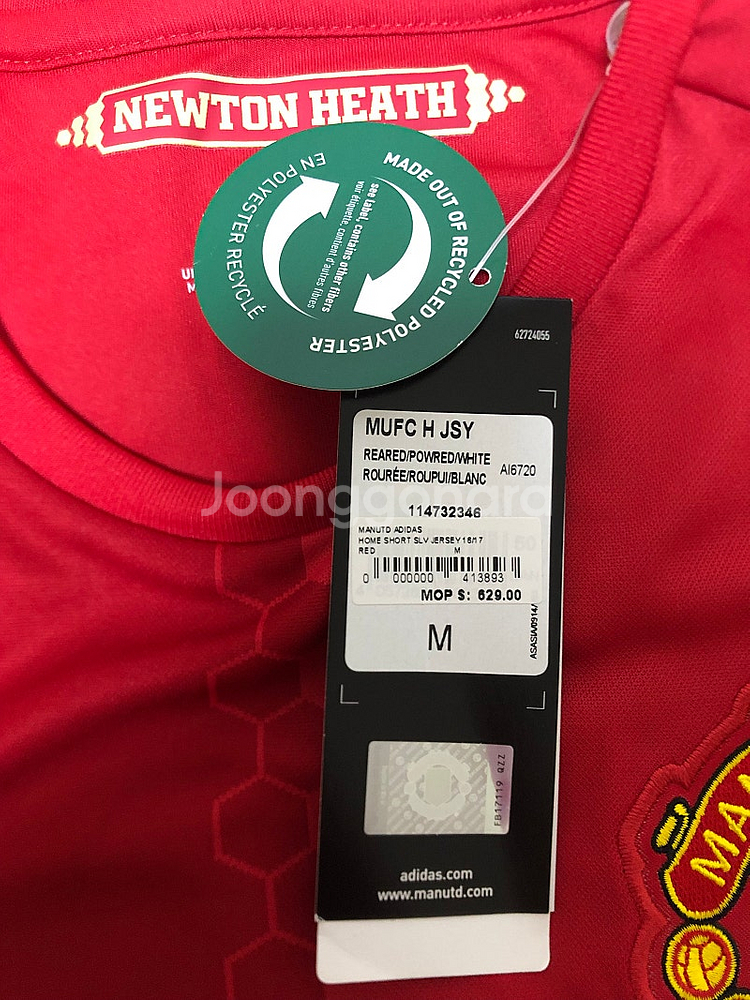 NEWTON HEATH
EN POLYESTER RECYCLÉ
MADE OUT OF RECYCLED POLYESTER
see label, contains other fibers
voir étiquette, contient d'autres fibres
62724055
MUFC H JSY
REARED/POWRED/WHITE
ROURÉE/ROUPUI/BLANC
AI6720
Joonggonara
114732346
MANUTD ADIDAS
HOME SHORT SLV JERSEY 16/17
RED M
0 000000 413893
MOP $: 629.00
M
ASASIA/0914/
FB17119 QZZ
adidas.com
www.manutd.com
MAN